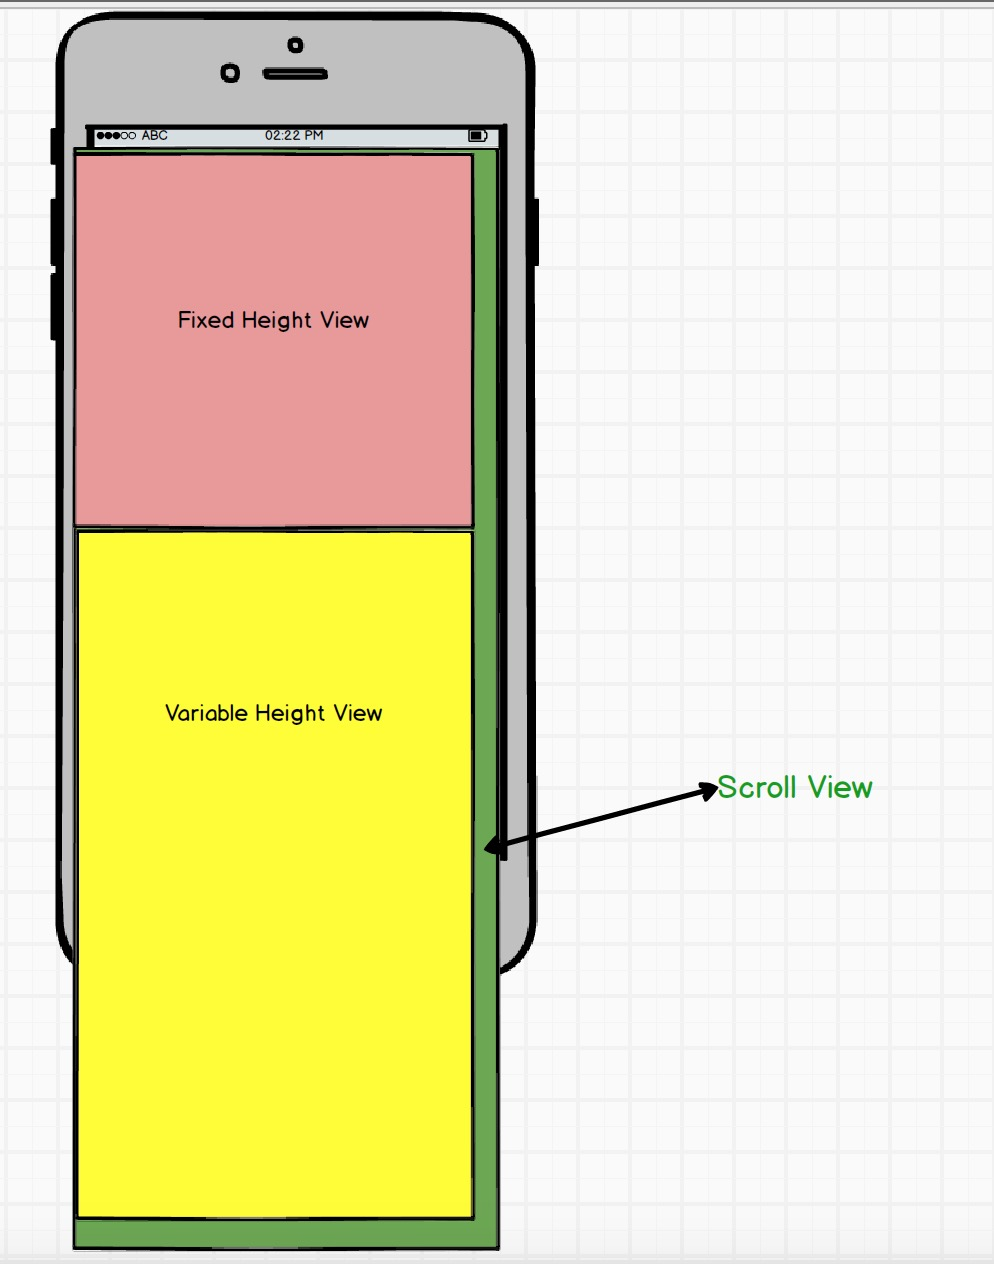 ABC 02:22 PM
Fixed Height View
Variable Height View
Scroll View